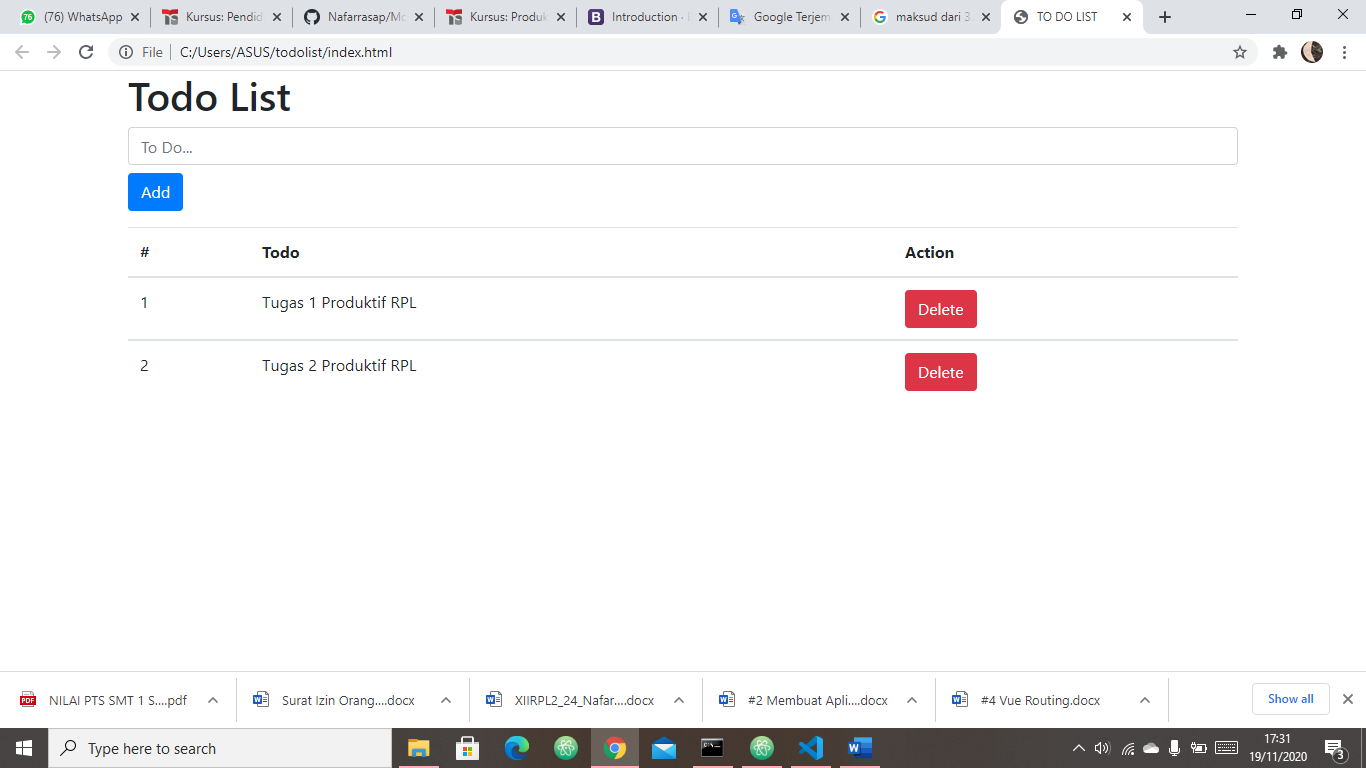 76 (76) WhatsApp
Kursus: Pendid
Nafarrasap/Mo
Kursus: Produk
B Introduction ·
Google Terjem
maksud dari 3
TO DO LIST
File C:/Users/ASUS/todolist/index.html
Todo List
To Do...
Add
# Todo Action
1 Tugas 1 Produktif RPL Delete
2 Tugas 2 Produktif RPL Delete
PDF NILAI PTS SMT 1 S....pdf
Surat Izin Orang....docx
XIIRPL2_24_Nafar....docx
#2 Membuat Apli....docx
#4 Vue Routing.docx
Show all
Type here to search
17:31
19/11/2020
3